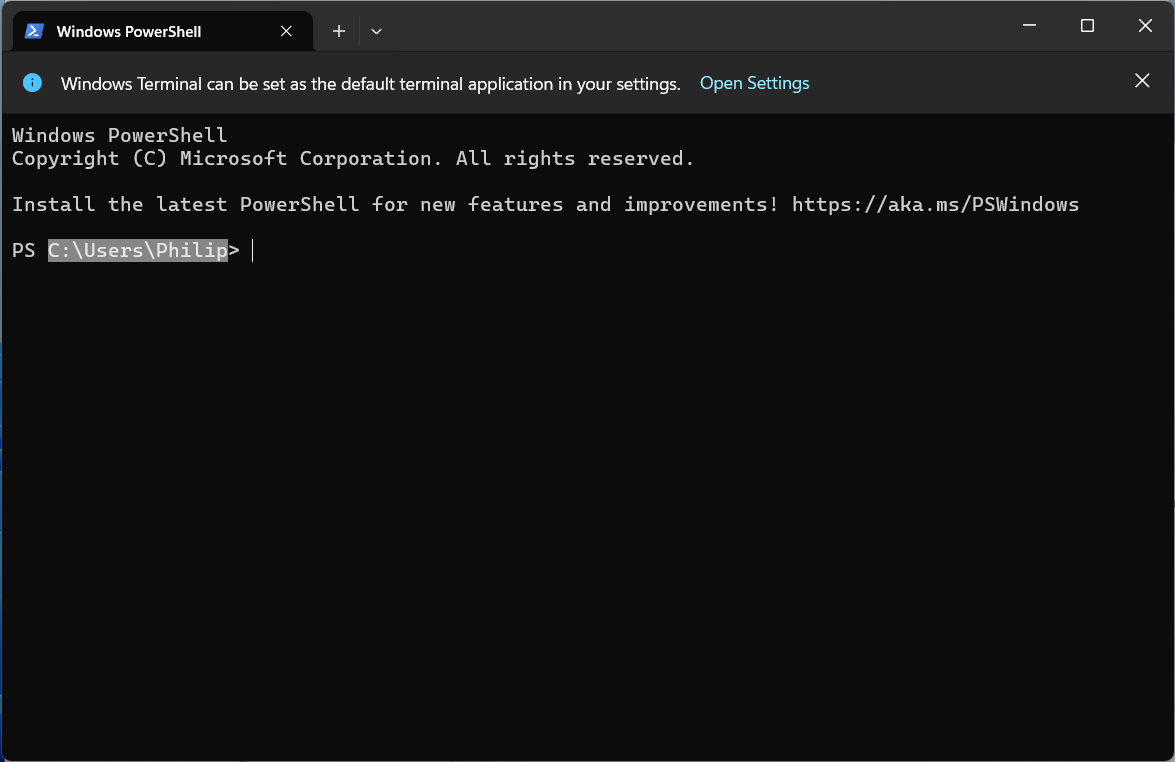 Windows PowerShell
Windows Terminal can be set as the default terminal application in your settings. Open Settings
Windows PowerShell
Copyright (C) Microsoft Corporation. All rights reserved.
Install the latest PowerShell for new features and improvements! https://aka.ms/PSWindows
PS C:\Users\Philip>